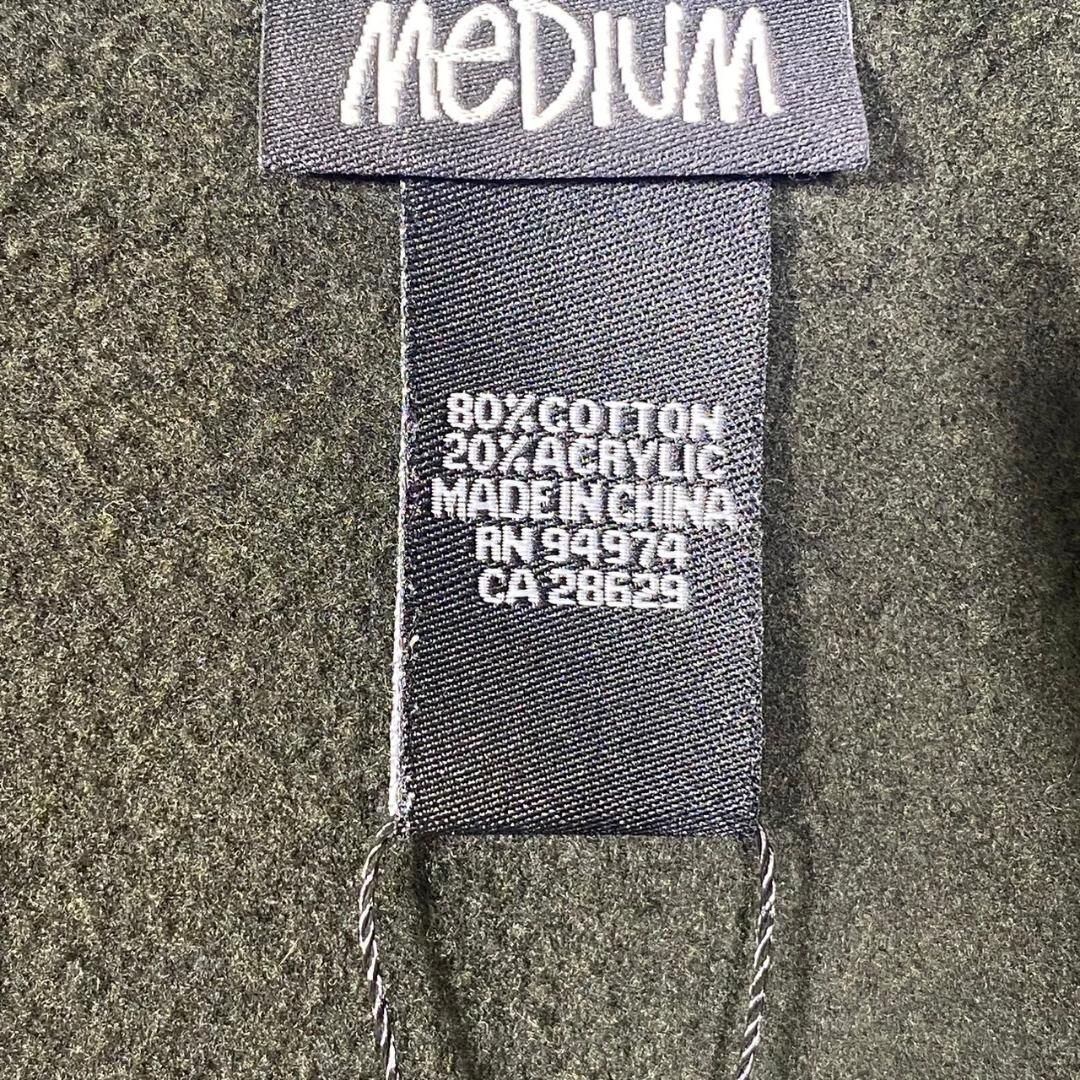 MeDIUM
80% COTTON
20% ACRYLIC
MADE IN CHINA
RN 94974
CA 28629